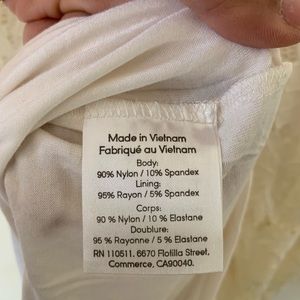 Made in Vietnam
Fabriqué au Vietnam
Body:
90% Nylon / 10% Spandex
Lining:
95% Rayon / 5% Spandex
Corps:
90 % Nylon / 10 % Elastane
Doublure:
95 % Rayonne / 5 % Elastane
RN 110511. 6670 Flotilla Street.
Commerce, CA90040.